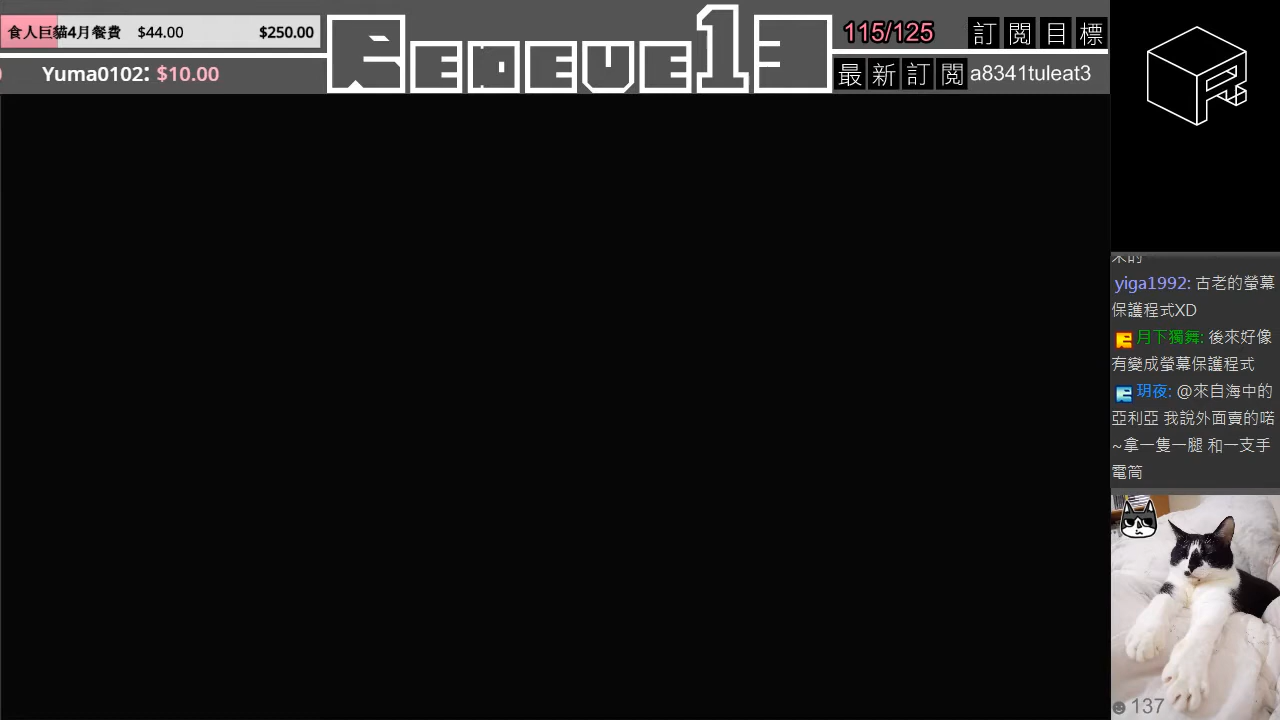 食人巨貓4月餐費 $44.00 $250.00
Yuma0102: $10.00
115/125 訂閱目標
最新訂閱 a8341tuleat3
來的
yiga1992: 古老的螢幕
保護程式XD
月下獨舞: 後來好像
有變成螢幕保護程式
玥夜: @來自海中的
亞利亞 我說外面賣的喏
~拿一隻一腿 和一支手
電筒
137